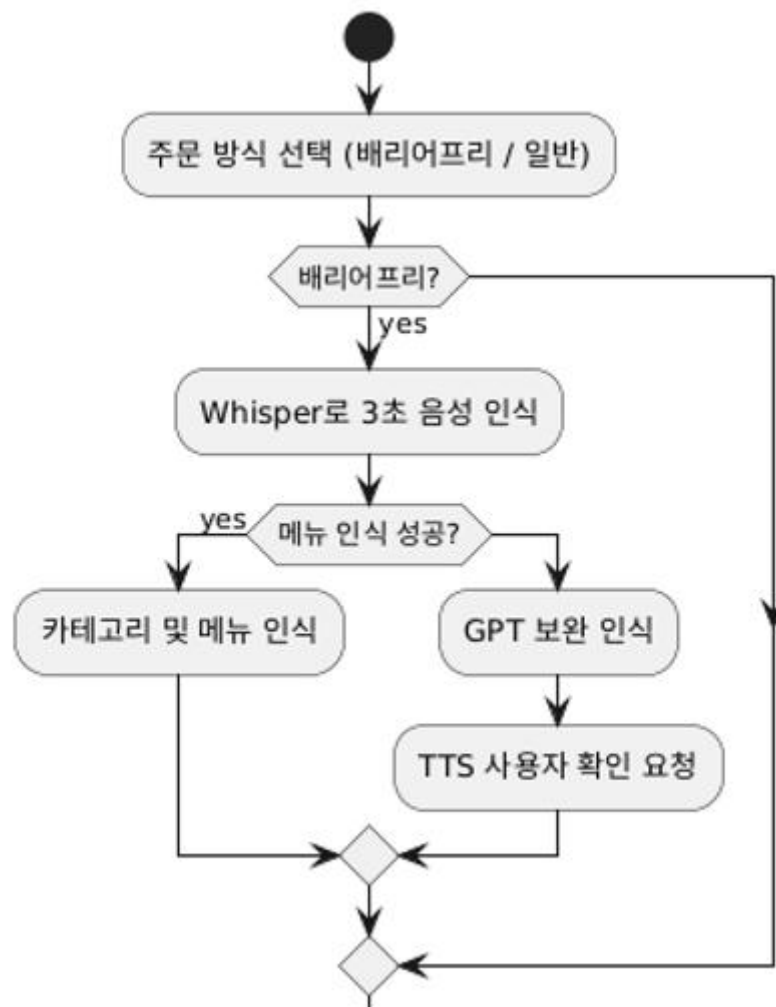 주문 방식 선택 (배리어프리 / 일반)
배리어프리?
yes
Whisper로 3초 음성 인식
yes
메뉴 인식 성공?
카테고리 및 메뉴 인식
GPT 보완 인식
TTS 사용자 확인 요청